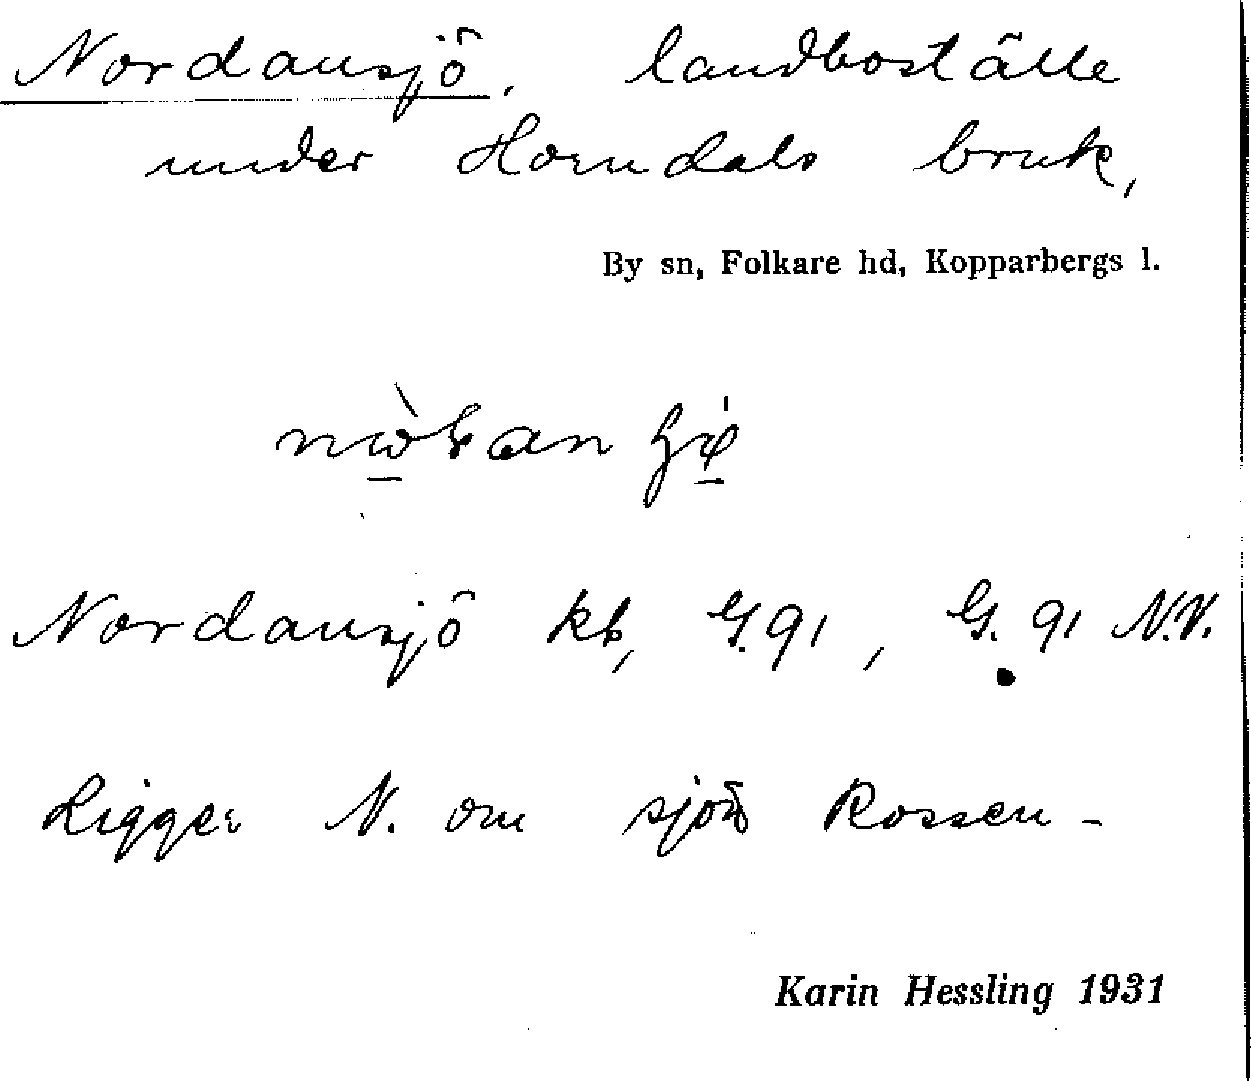 Nordansjö, landboställe
under Horndals bruk,
By sn, Folkare hd, Kopparbergs l.
Nordansjö kb, G.91, G. 91 N.V.
Ligger N. om sjön Rossen -
Karin Hessling 1931